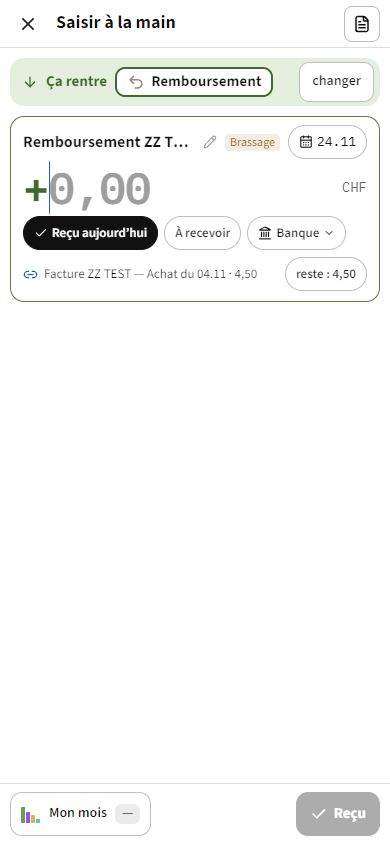 Saisir à la main
Ça rentre Remboursement changer
Remboursement ZZ T... Brassage 24.11
+0,00 CHF
Reçu aujourd’hui À recevoir Banque
Facture ZZ TEST — Achat du 04.11 · 4,50 reste : 4,50
Mon mois — Reçu